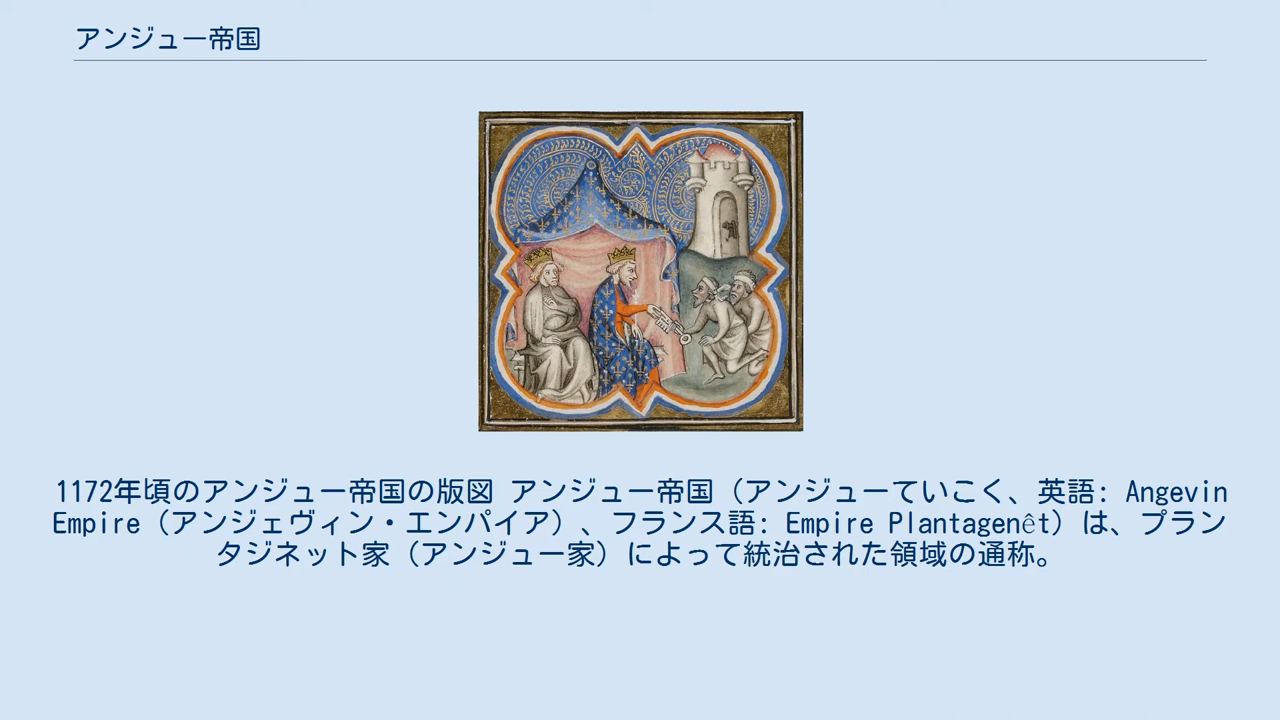 アンジュー帝国
1172年頃のアンジュー帝国の版図 アンジュー帝国（アンジューていこく、英語: Angevin
Empire（アンジェヴィン・エンパイア）、フランス語: Empire Plantagenêt）は、プラン
タジネット家（アンジュー家）によって統治された領域の通称。